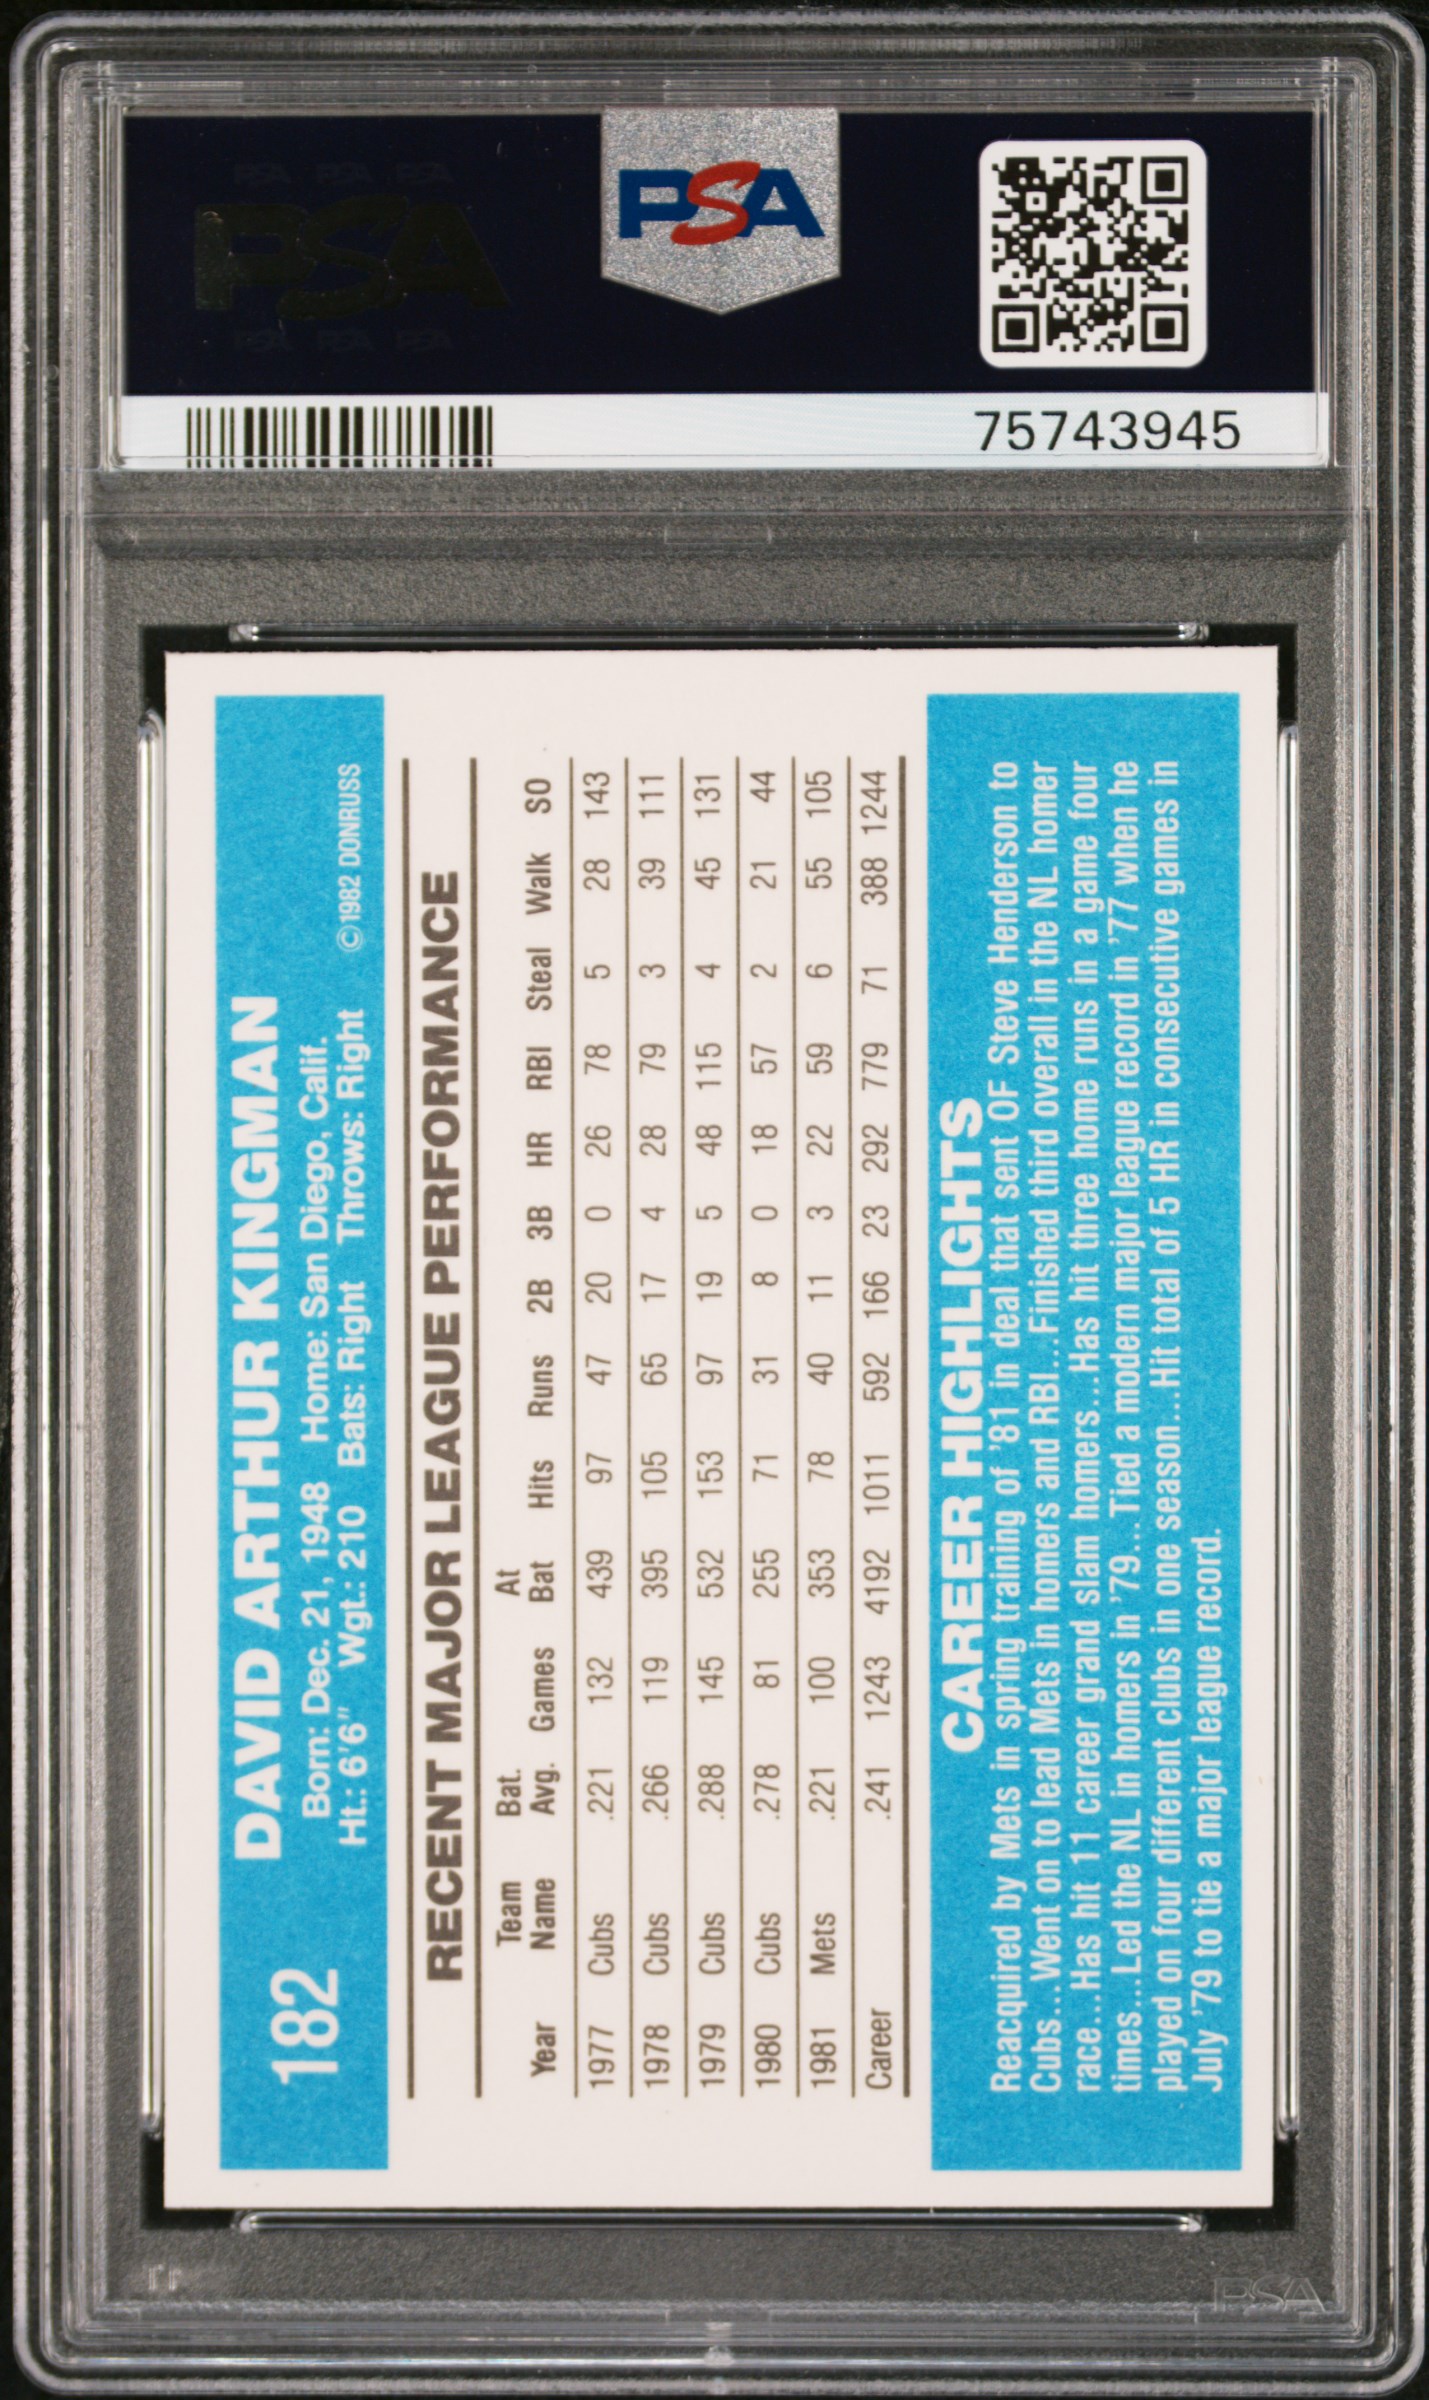 PSA PSA PSA
PSA
PSA PSA PSA
PSA
75743945
182
DAVID ARTHUR KINGMAN
Born: Dec. 21, 1948 Home: San Diego, Calif.
Ht.: 6'6" Wgt.: 210 Bats: Right Throws: Right ©1982 DONRUSS
RECENT MAJOR LEAGUE PERFORMANCE
Team Bat. At
Year Name Avg. Games Bat Hits Runs 2B 3B HR RBI Steal Walk SO
1977 Cubs .221 132 439 97 47 20 0 26 78 5 28 143
1978 Cubs .266 119 395 105 65 17 4 28 79 3 39 111
1979 Cubs .288 145 532 153 97 19 5 48 115 4 45 131
1980 Cubs .278 81 255 71 31 8 0 18 57 2 21 44
1981 Mets .221 100 353 78 40 11 3 22 59 6 55 105
Career .241 1243 4192 1011 592 166 23 292 779 71 388 1244
CAREER HIGHLIGHTS
Reacquired by Mets in spring training of '81 in deal that sent OF Steve Henderson to
Cubs...Went on to lead Mets in homers and RBI...Finished third overall in the NL homer
race...Has hit 11 career grand slam homers...Has hit three home runs in a game four
times...Led the NL in homers in '79...Tied a modern major league record in '77 when he
played on four different clubs in one season...Hit total of 5 HR in consecutive games in
July '79 to tie a major league record.
PSA